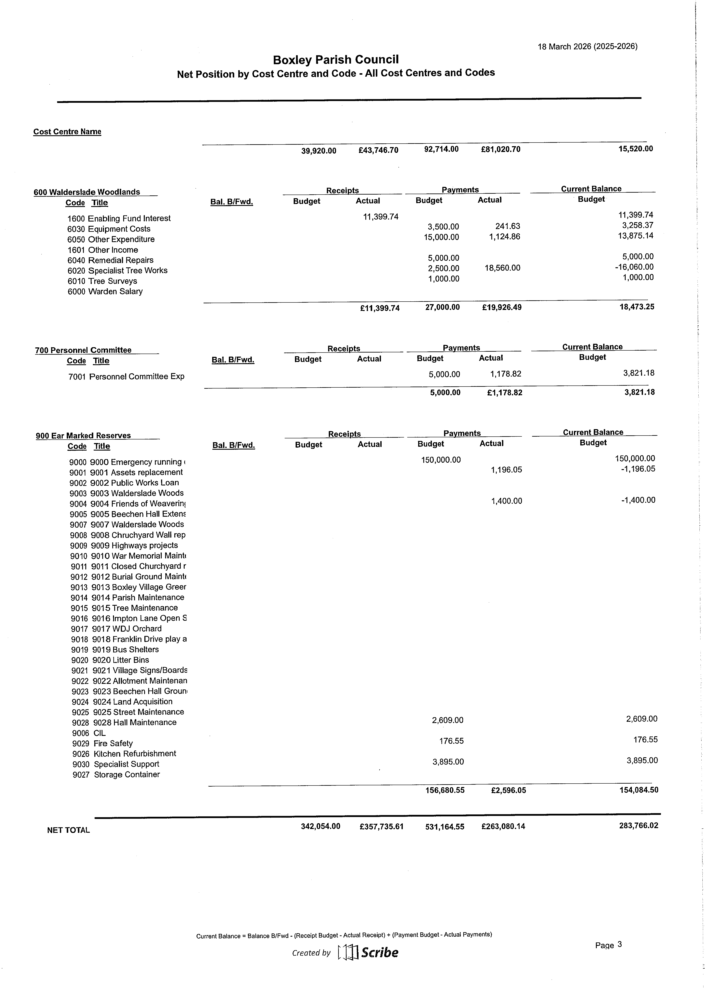 18 March 2026 (2025-2026)
Boxley Parish Council
Net Position by Cost Centre and Code - All Cost Centres and Codes
Cost Centre Name
39,920.00 £43,746.70 92,714.00 £81,020.70 15,520.00
600 Walderslade Woodlands Receipts Payments Current Balance
Code Title Bal. B/Fwd. Budget Actual Budget Actual Budget
1600 Enabling Fund Interest 11,399.74 11,399.74
6030 Equipment Costs 3,500.00 241.63 3,258.37
6050 Other Expenditure 15,000.00 1,124.86 13,875.14
1601 Other Income
6040 Remedial Repairs 5,000.00 5,000.00
6020 Specialist Tree Works 2,500.00 18,560.00 -16,060.00
6010 Tree Surveys 1,000.00 1,000.00
6000 Warden Salary
£11,399.74 27,000.00 £19,926.49 18,473.25
700 Personnel Committee Receipts Payments Current Balance
Code Title Bal. B/Fwd. Budget Actual Budget Actual Budget
7001 Personnel Committee Exp 5,000.00 1,178.82 3,821.18
5,000.00 £1,178.82 3,821.18
900 Ear Marked Reserves Receipts Payments Current Balance
Code Title Bal. B/Fwd. Budget Actual Budget Actual Budget
9000 9000 Emergency running 150,000.00 150,000.00
9001 9001 Assets replacement 1,196.05 -1,196.05
9002 9002 Public Works Loan
9003 9003 Walderslade Woods
9004 9004 Friends of Weavering 1,400.00 -1,400.00
9005 9005 Beechen Hall Extens
9007 9007 Walderslade Woods
9008 9008 Chruchyard Wall rep
9009 9009 Highways projects
9010 9010 War Memorial Maint
9011 9011 Closed Churchyard r
9012 9012 Burial Ground Maint
9013 9013 Boxley Village Greer
9014 9014 Parish Maintenance
9015 9015 Tree Maintenance
9016 9016 Impton Lane Open S
9017 9017 WDJ Orchard
9018 9018 Franklin Drive play a
9019 9019 Bus Shelters
9020 9020 Litter Bins
9021 9021 Village Signs/Boards
9022 9022 Allotment Maintenan
9023 9023 Beechen Hall Groun
9024 9024 Land Acquisition
9025 9025 Street Maintenance
9028 9028 Hall Maintenance 2,609.00 2,609.00
9006 CIL
9029 Fire Safety 176.55 176.55
9026 Kitchen Refurbishment
9030 Specialist Support 3,895.00 3,895.00
9027 Storage Container
156,680.55 £2,596.05 154,084.50
NET TOTAL 342,054.00 £357,735.61 531,164.55 £263,080.14 283,766.02
Current Balance = Balance B/Fwd - (Receipt Budget - Actual Receipt) + (Payment Budget - Actual Payments)
Created by Scribe
Page 3